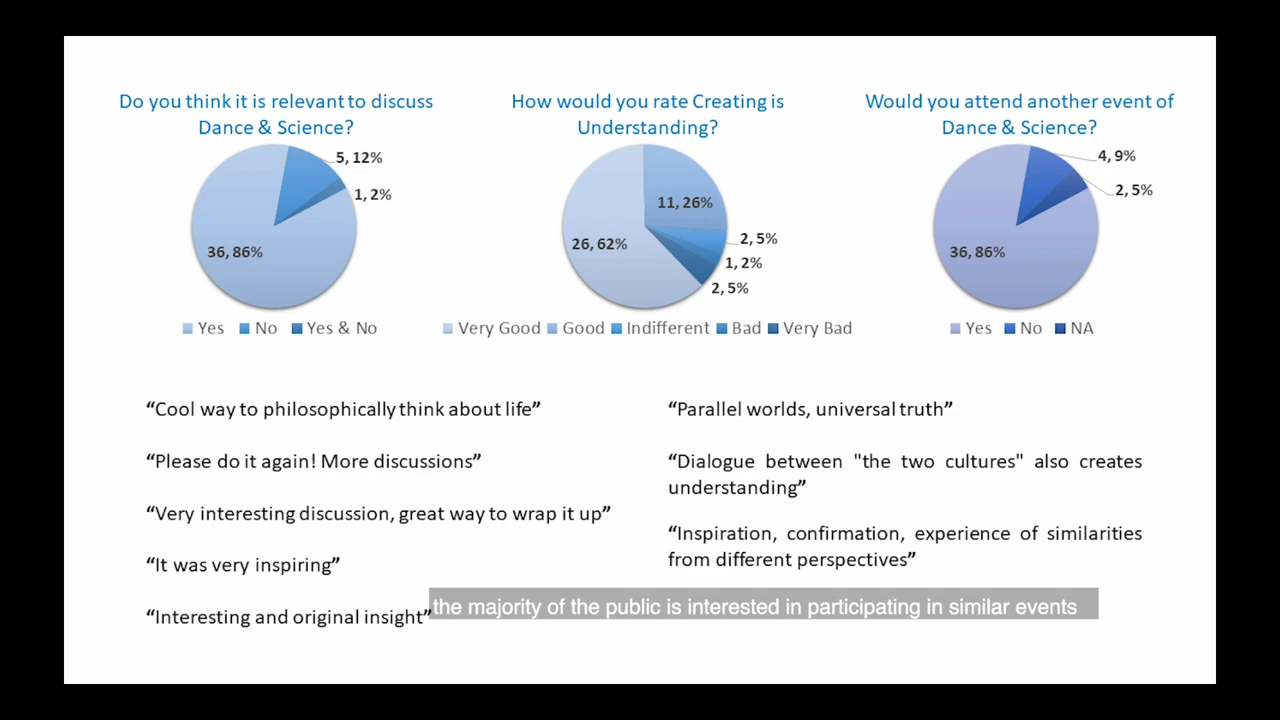 Do you think it is relevant to discuss
Dance & Science?
5, 12%
1, 2%
36, 86%
Yes No Yes & No
How would you rate Creating is
Understanding?
11, 26%
26, 62%
2, 5%
1, 2%
2, 5%
Very Good Good Indifferent Bad Very Bad
Would you attend another event of
Dance & Science?
4, 9%
2, 5%
36, 86%
Yes No NA
“Cool way to philosophically think about life”
“Please do it again! More discussions”
“Very interesting discussion, great way to wrap it up”
“It was very inspiring”
“Interesting and original insight”
“Parallel worlds, universal truth”
“Dialogue between "the two cultures" also creates
understanding”
“Inspiration, confirmation, experience of similarities
from different perspectives”
the majority of the public is interested in participating in similar events